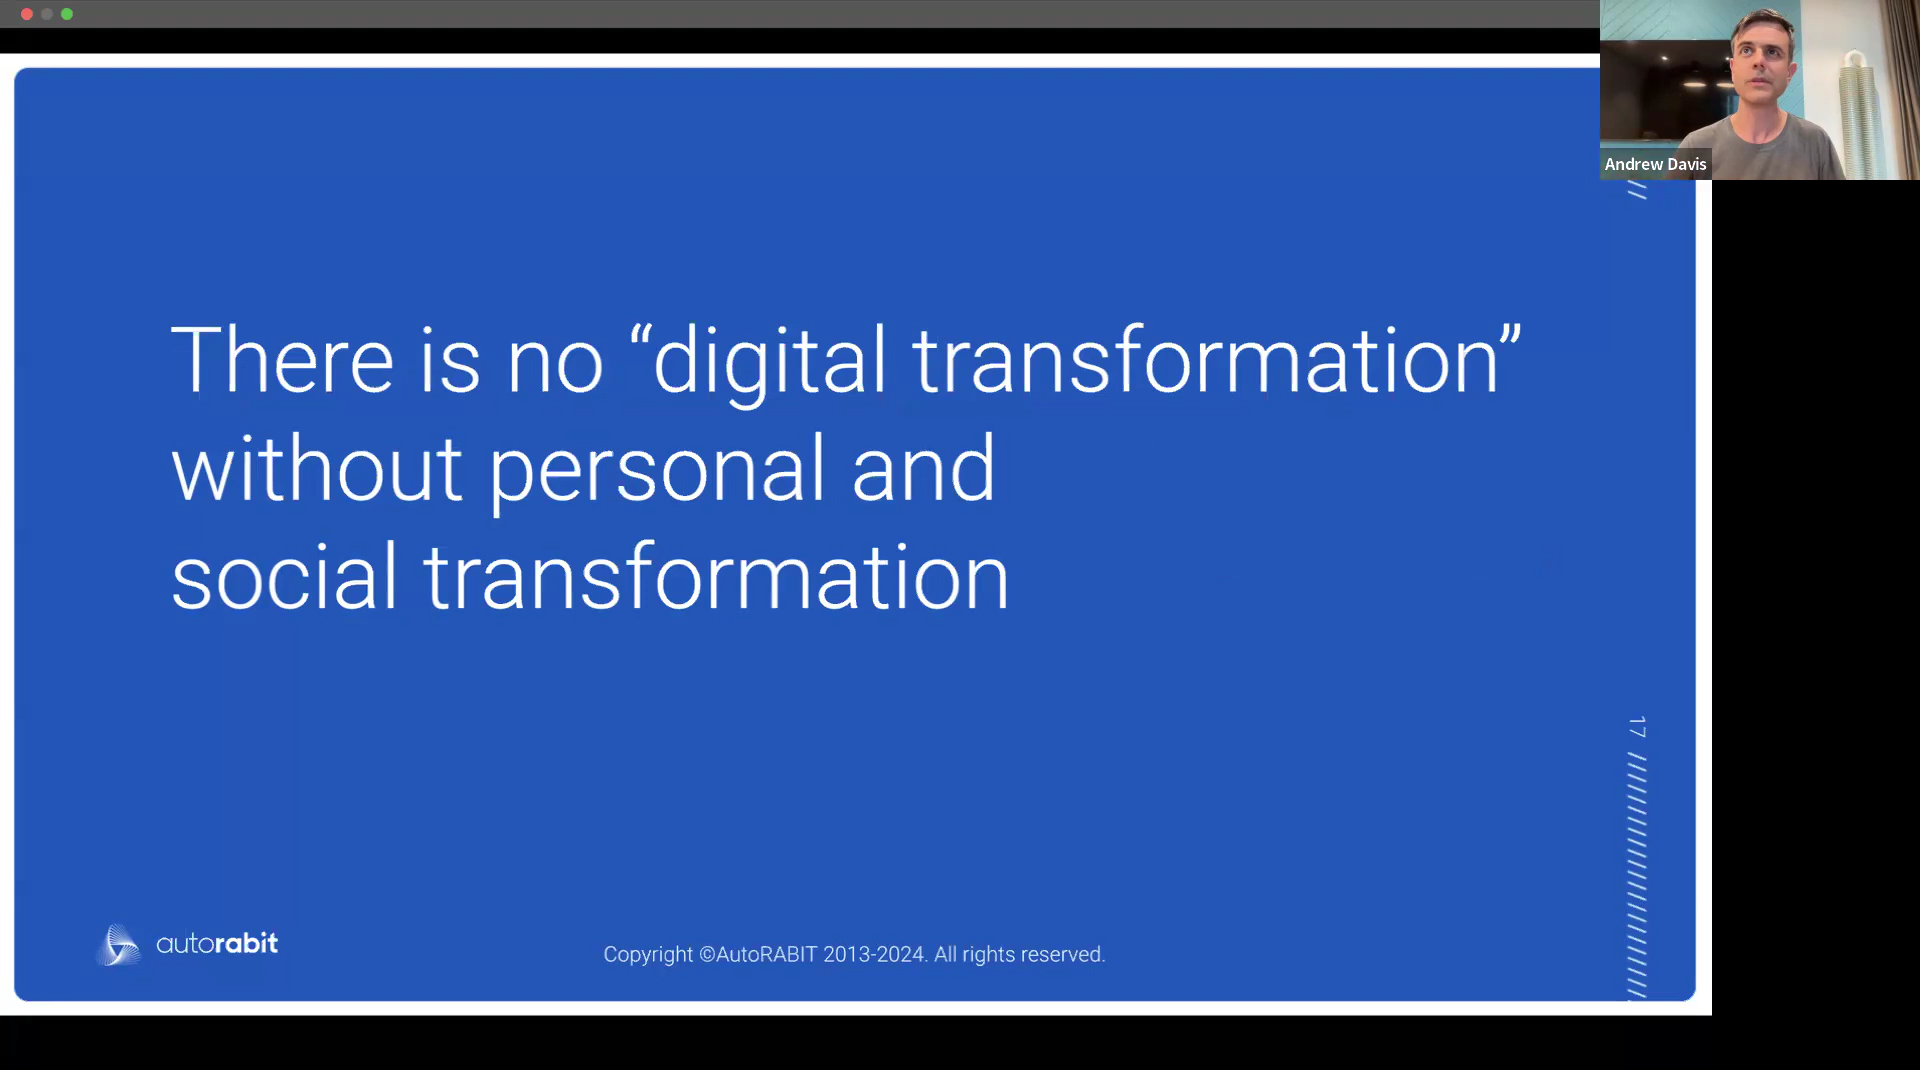 Andrew Davis
There is no “digital transformation”
without personal and
social transformation
17
autorabit
Copyright ©AutoRABIT 2013-2024. All rights reserved.